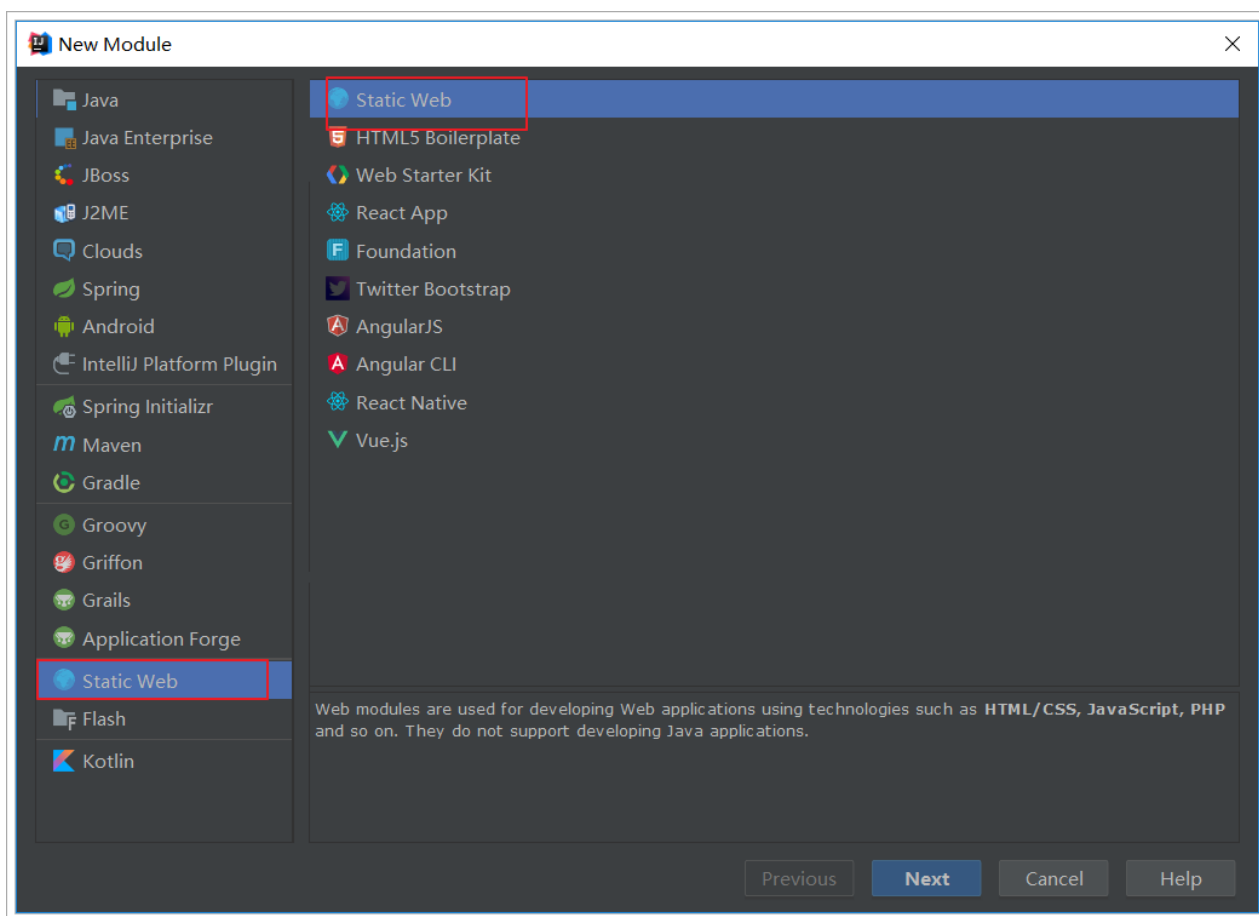 New Module
Java
Java Enterprise
JBoss
J2ME
Clouds
Spring
Android
IntelliJ Platform Plugin
Spring Initializr
Maven
Gradle
Groovy
Griffon
Grails
Application Forge
Static Web
Flash
Kotlin
Static Web
HTML5 Boilerplate
Web Starter Kit
React App
Foundation
Twitter Bootstrap
AngularJS
Angular CLI
React Native
Vue.js
Web modules are used for developing Web applications using technologies such as HTML/CSS, JavaScript, PHP
and so on. They do not support developing Java applications.
Previous Next Cancel Help